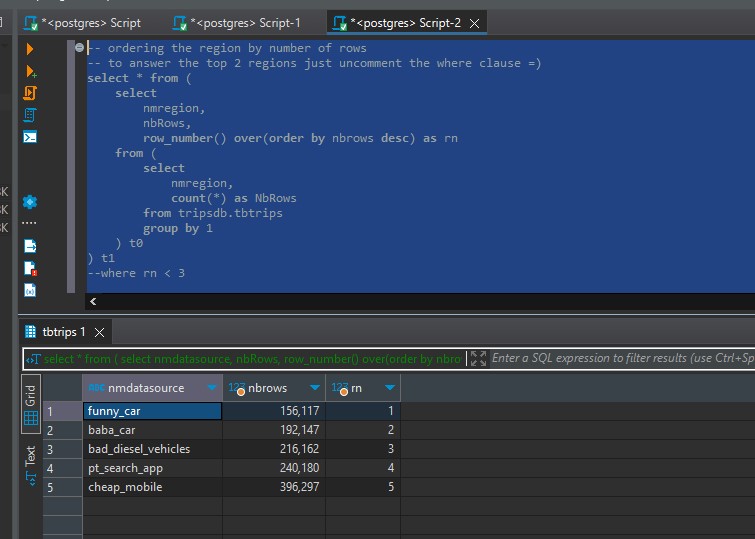 *<postgres> Script
*<postgres> Script-1
*<postgres> Script-2
-- ordering the region by number of rows
-- to answer the top 2 regions just uncomment the where clause =)
select * from (
select
nmregion,
nbRows,
row_number() over(order by nbrows desc) as rn
from (
select
nmregion,
count(*) as NbRows
from tripsdb.tbtrips
group by 1
) t0
) t1
--where rn < 3
K
K
K
tbtrips 1
select * from ( select nmdatasource, nbRows, row_number() over(order by nbro
Enter a SQL expression to filter results (use Ctrl+Sp
Grid
Text
ABC nmdatasource 123 nbrows 123 rn
1 funny_car 156,117 1
2 baba_car 192,147 2
3 bad_diesel_vehicles 216,162 3
4 pt_search_app 240,180 4
5 cheap_mobile 396,297 5